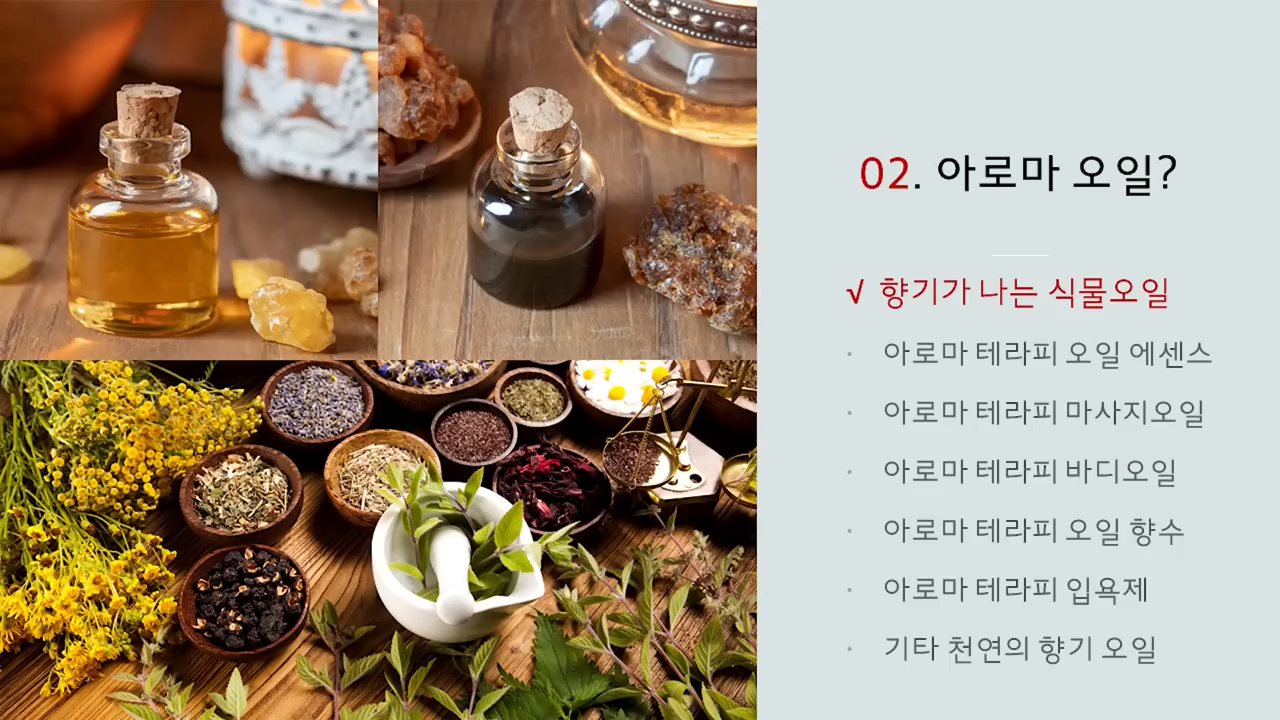 02. 아로마 오일?
√ 향기가 나는 식물오일
· 아로마 테라피 오일 에센스
· 아로마 테라피 마사지오일
· 아로마 테라피 바디오일
· 아로마 테라피 오일 향수
· 아로마 테라피 입욕제
· 기타 천연의 향기 오일